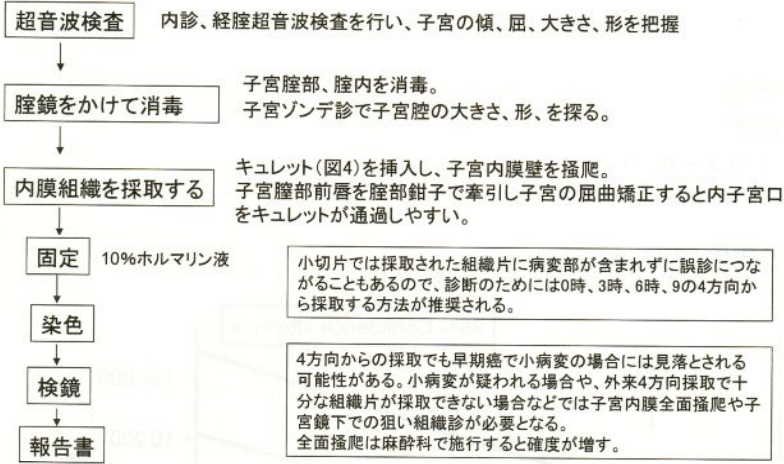 超音波検査
内診、経腟超音波検査を行い、子宮の傾、屈、大きさ、形を把握
腟鏡をかけて消毒
子宮腟部、腟内を消毒。
子宮ゾンデ診で子宮腔の大きさ、形、を探る。
内膜組織を採取する
キュレット(図4)を挿入し、子宮内膜壁を掻爬。
子宮腟部前唇を腟部鉗子で牽引し子宮の屈曲矯正すると内子宮口
をキュレットが通過しやすい。
固定
10%ホルマリン液
小切片では採取された組織片に病変部が含まれずに誤診につな
がることもあるので、診断のためには0時、3時、6時、9の4方向か
ら採取する方法が推奨される。
染色
検鏡
4方向からの採取でも早期癌で小病変の場合には見落とされる
可能性がある。小病変が疑われる場合や、外来4方向採取で十
分な組織片が採取できない場合などでは子宮内膜全面掻爬や子
宮鏡下での狙い組織診が必要となる。
全面掻爬は麻酔科で施行すると確度が増す。
報告書